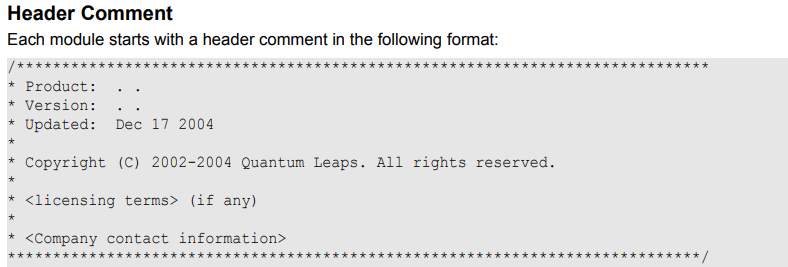 Header Comment
Each module starts with a header comment in the following format:
/*****************************************************************************
* Product:  . .
* Version:  . .
* Updated:  Dec 17 2004
*
* Copyright (C) 2002-2004 Quantum Leaps. All rights reserved.
*
* <licensing terms> (if any)
*
* <Company contact information>
*****************************************************************************/